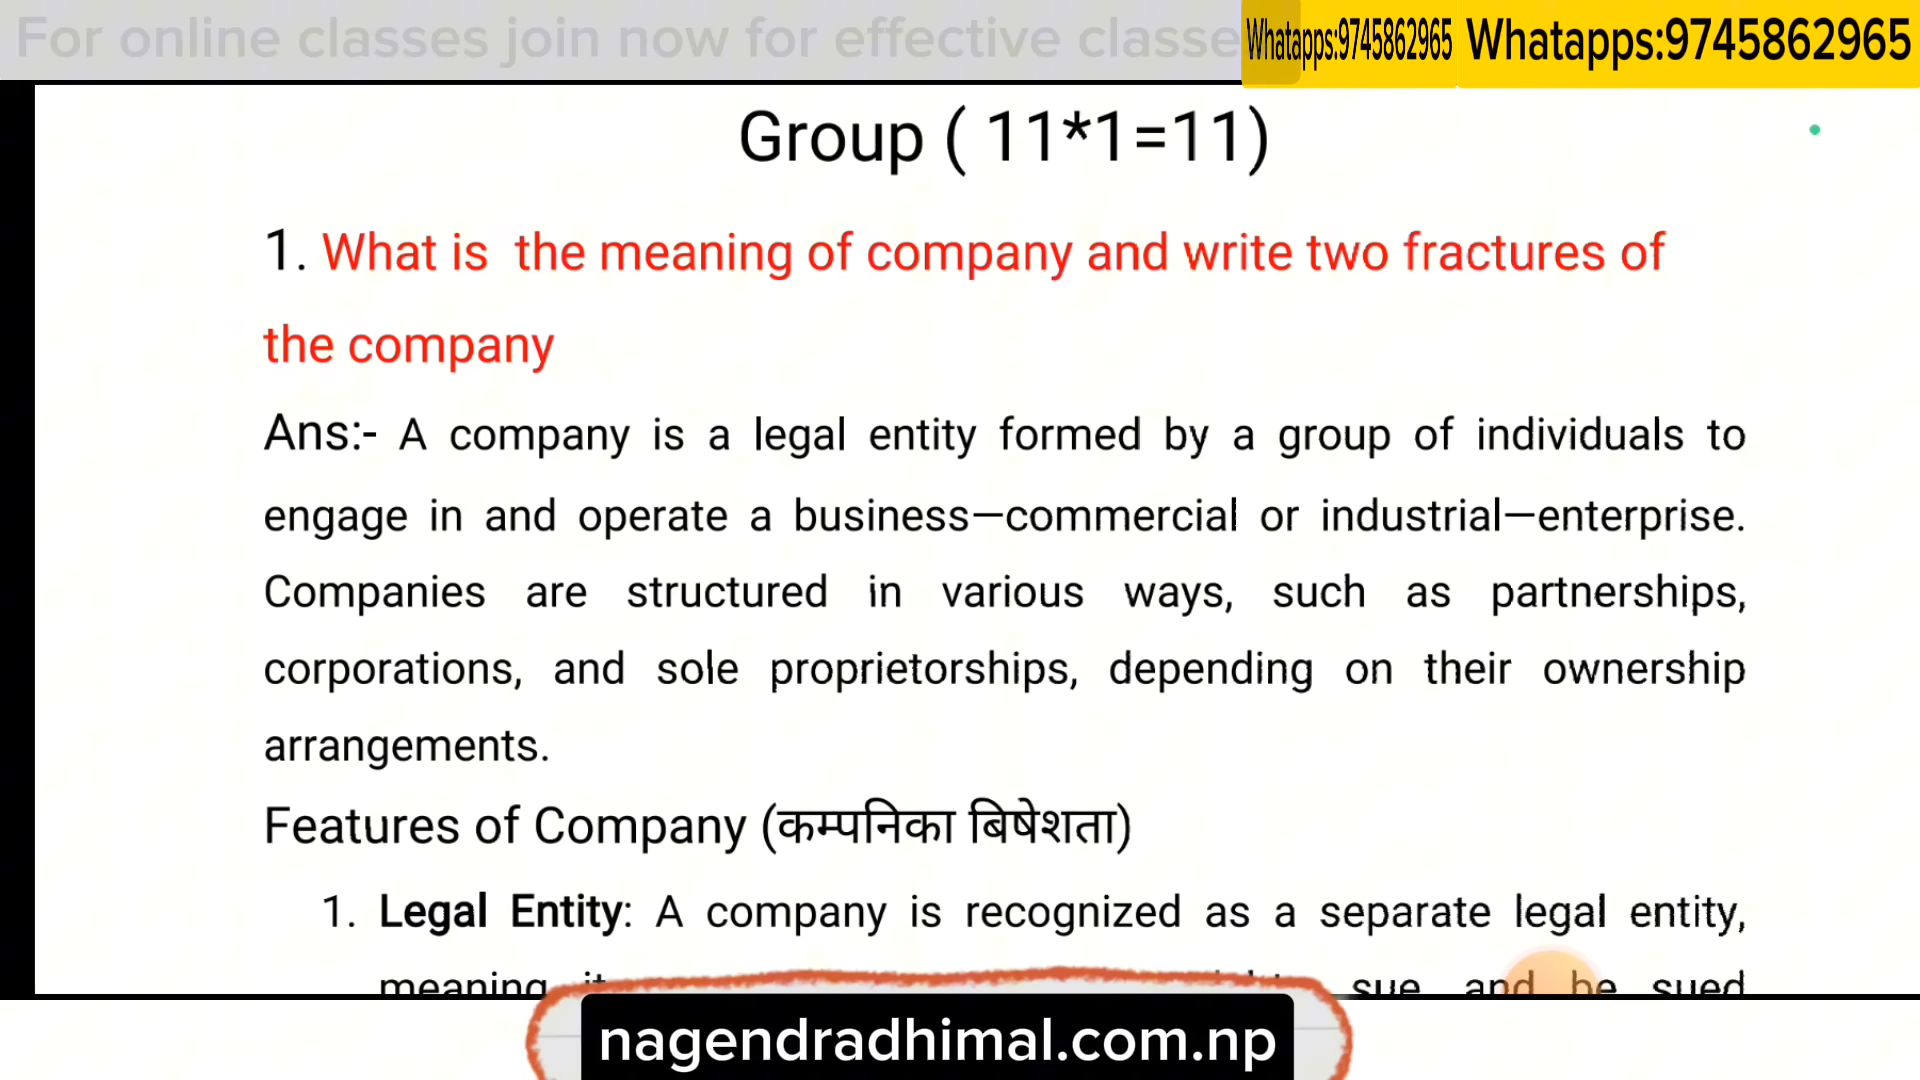 For online classes join now for effective classe
Whatapps:9745862965 Whatapps:9745862965
Group ( 11*1=11)
1. What is the meaning of company and write two fractures of
the company
Ans:- A company is a legal entity formed by a group of individuals to
engage in and operate a business—commercial or industrial—enterprise.
Companies are structured in various ways, such as partnerships,
corporations, and sole proprietorships, depending on their ownership
arrangements.
Features of Company (कम्पनिका बिषेशता)
1. Legal Entity: A company is recognized as a separate legal entity,
meaning it sue and be sued
nagendradhimal.com.np